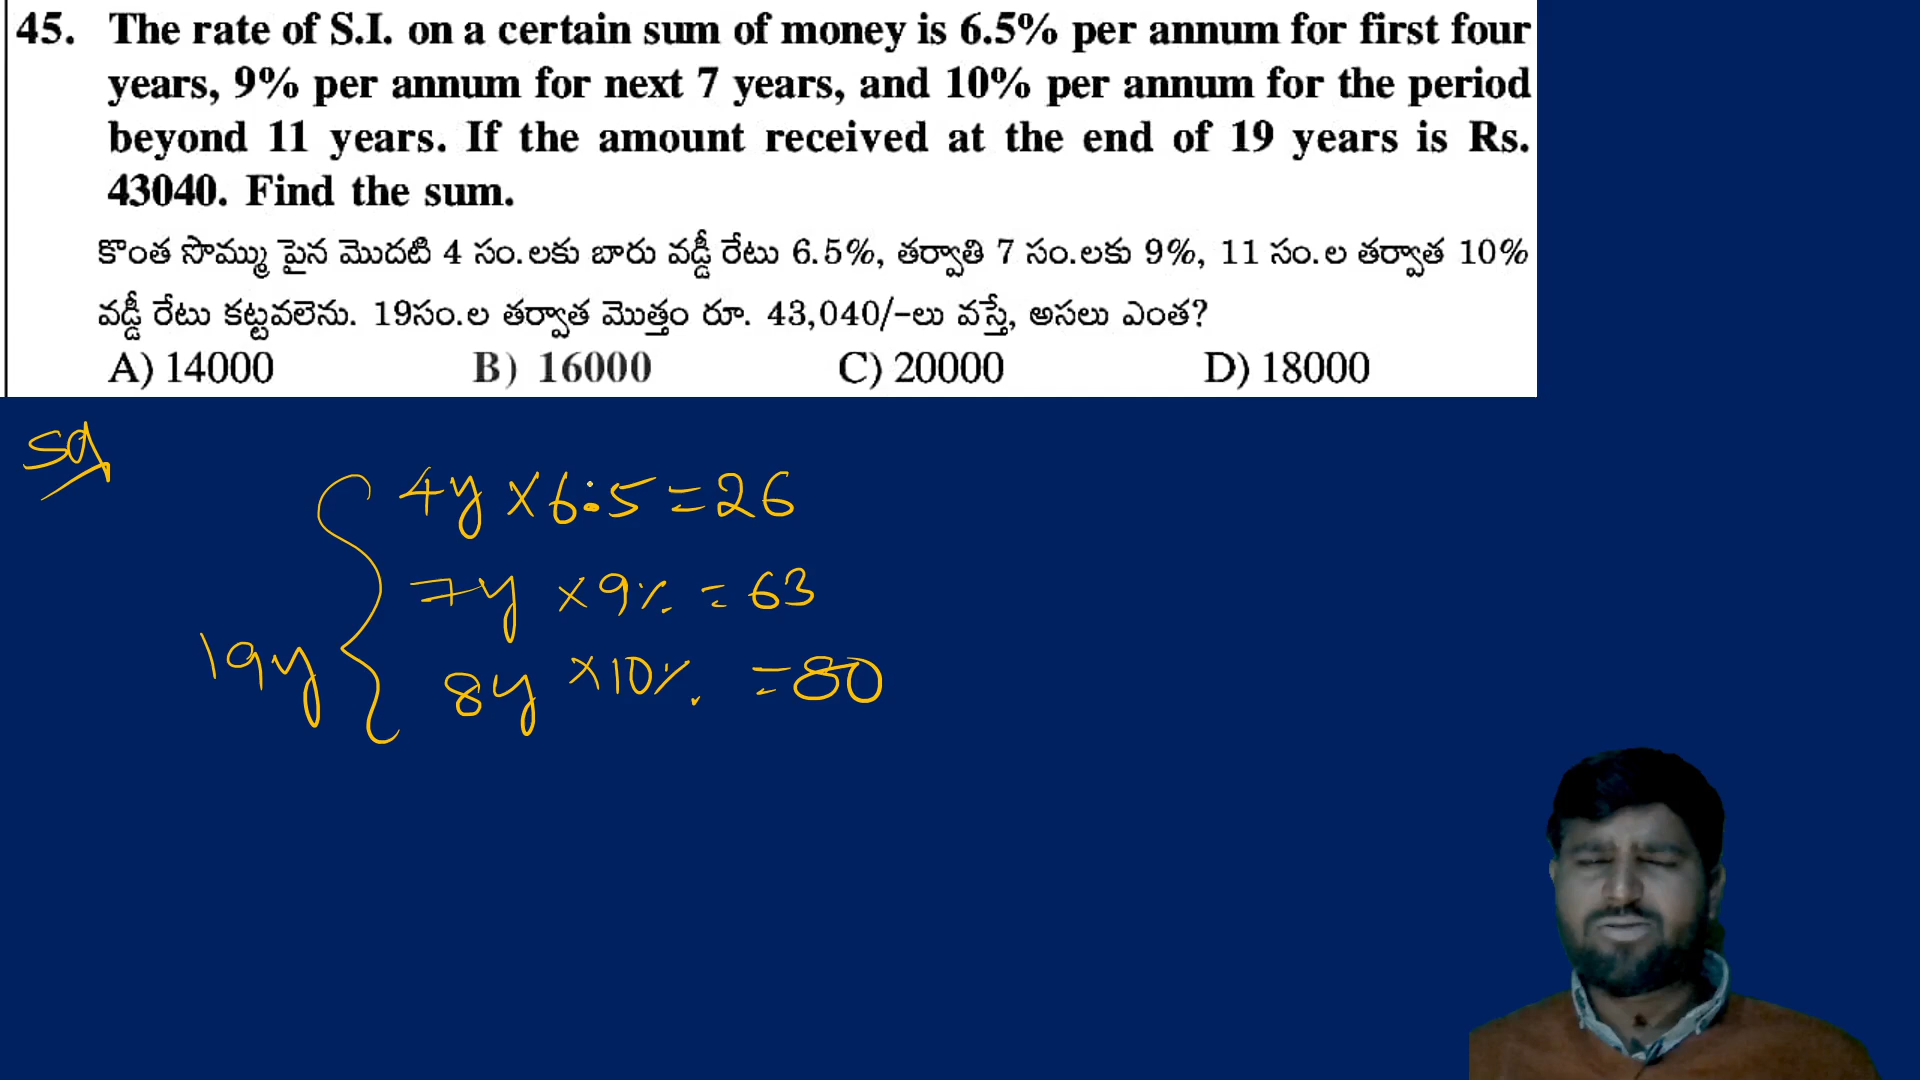 45. The rate of S.I. on a certain sum of money is 6.5% per annum for first four
years, 9% per annum for next 7 years, and 10% per annum for the period
beyond 11 years. If the amount received at the end of 19 years is Rs.
43040. Find the sum.
కొంత సొమ్ము పైన మొదటి 4 సం.లకు బారు వడ్డీ రేటు 6.5%, తర్వాతి 7 సం.లకు 9%, 11 సం.ల తర్వాత 10%
వడ్డీ రేటు కట్టవలెను. 19సం.ల తర్వాత మొత్తం రూ. 43,040/-లు వస్తే, అసలు ఎంత?
A) 14000 B) 16000 C) 20000 D) 18000
4y × 6.5 = 26
7y × 9% = 63
19y
8y × 10% = 80